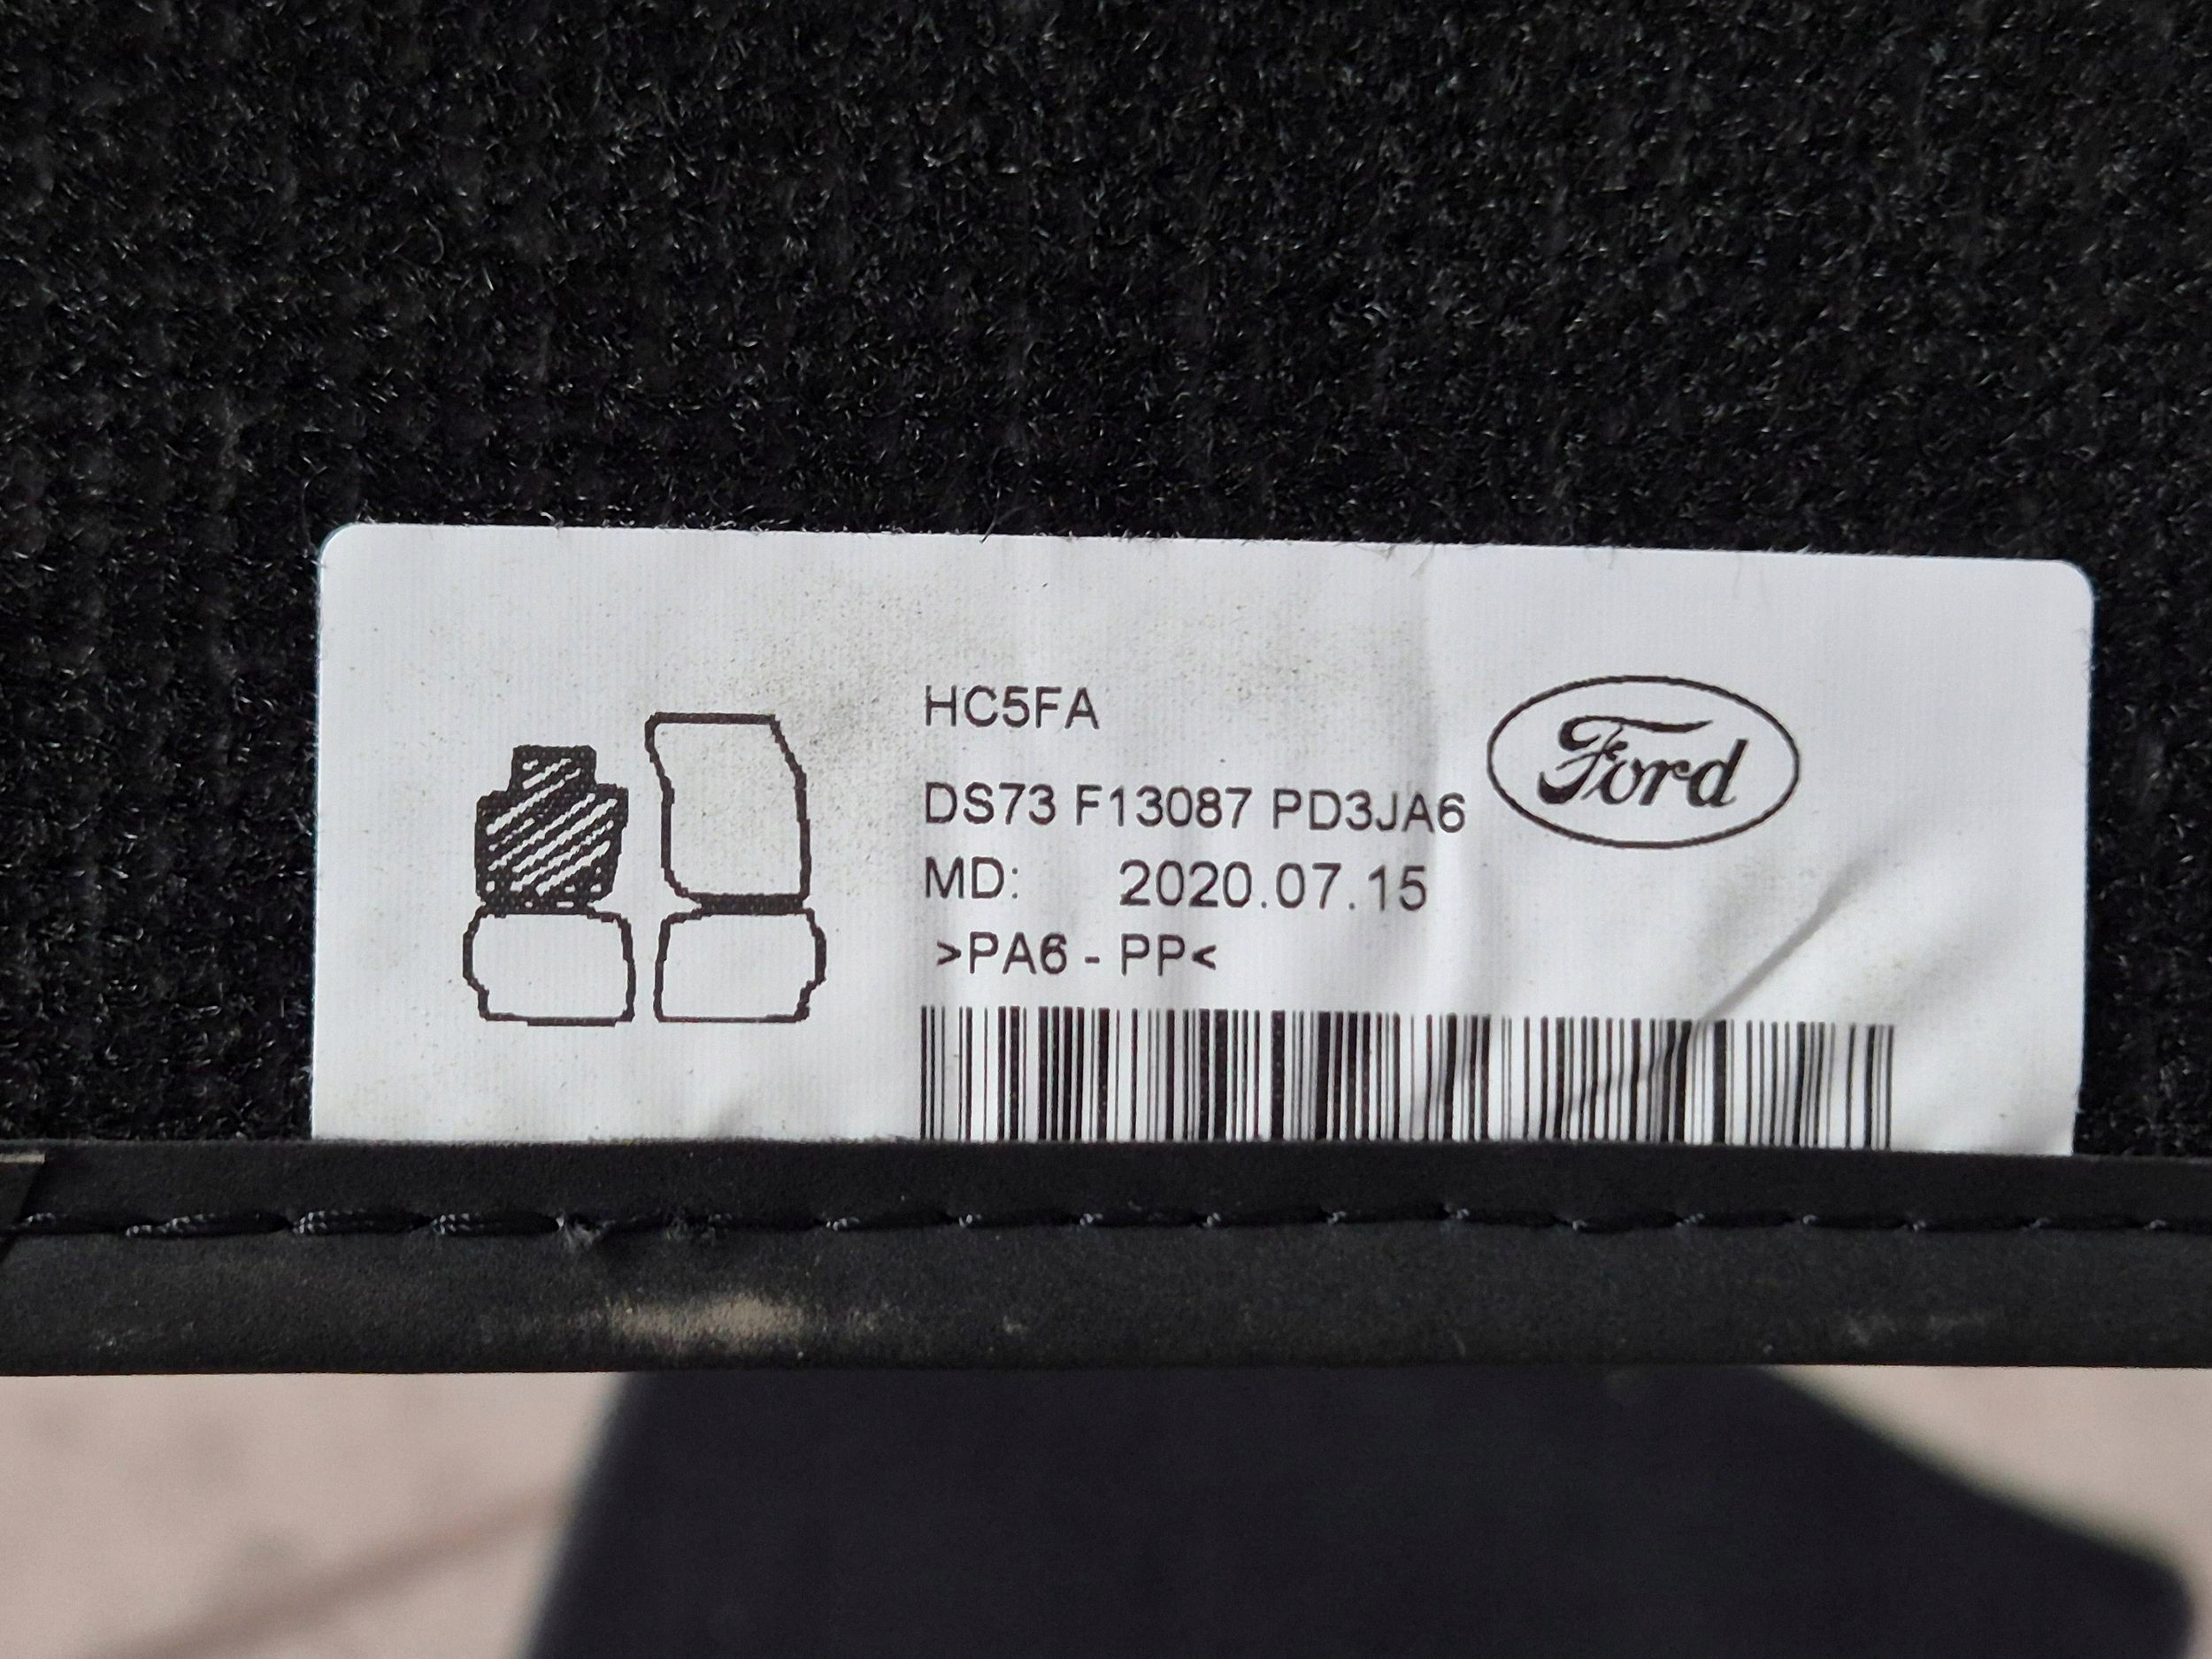 HC5FA
Ford
DS73 F13087 PD3JA6
MD: 2020.07.15
>PA6 - PP<